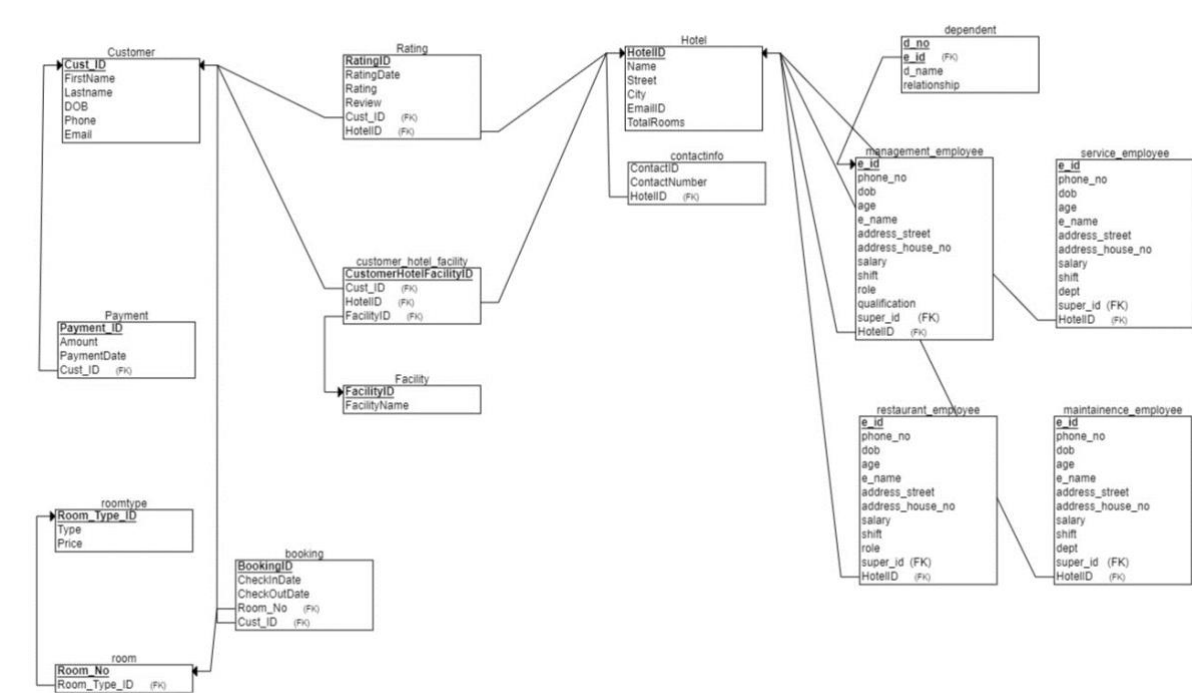 Customer
Cust_ID
FirstName
Lastname
DOB
Phone
Email
Rating
RatingID
RatingDate
Rating
Review
Cust_ID (FK)
HotelID (FK)
Hotel
HotelID
Name
Street
City
EmailID
TotalRooms
dependent
d_no
e_id (FK)
d_name
relationship
contactinfo
ContactID
ContactNumber
HotelID (FK)
management_employee
e_id
phone_no
dob
age
e_name
address_street
address_house_no
salary
shift
role
qualification
super_id (FK)
HotelID (FK)
service_employee
e_id
phone_no
dob
age
e_name
address_street
address_house_no
salary
shift
dept
super_id (FK)
HotelID (FK)
customer_hotel_facility
CustomerHotelFacilityID
Cust_ID (FK)
HotelID (FK)
FacilityID (FK)
Payment
Payment_ID
Amount
PaymentDate
Cust_ID (FK)
Facility
FacilityID
FacilityName
restaurant_employee
e_id
phone_no
dob
age
e_name
address_street
address_house_no
salary
shift
role
super_id (FK)
HotelID (FK)
maintainence_employee
e_id
phone_no
dob
age
e_name
address_street
address_house_no
salary
shift
dept
super_id (FK)
HotelID (FK)
roomtype
Room_Type_ID
Type
Price
booking
BookingID
CheckInDate
CheckOutDate
Room_No (FK)
Cust_ID (FK)
room
Room_No
Room_Type_ID (FK)